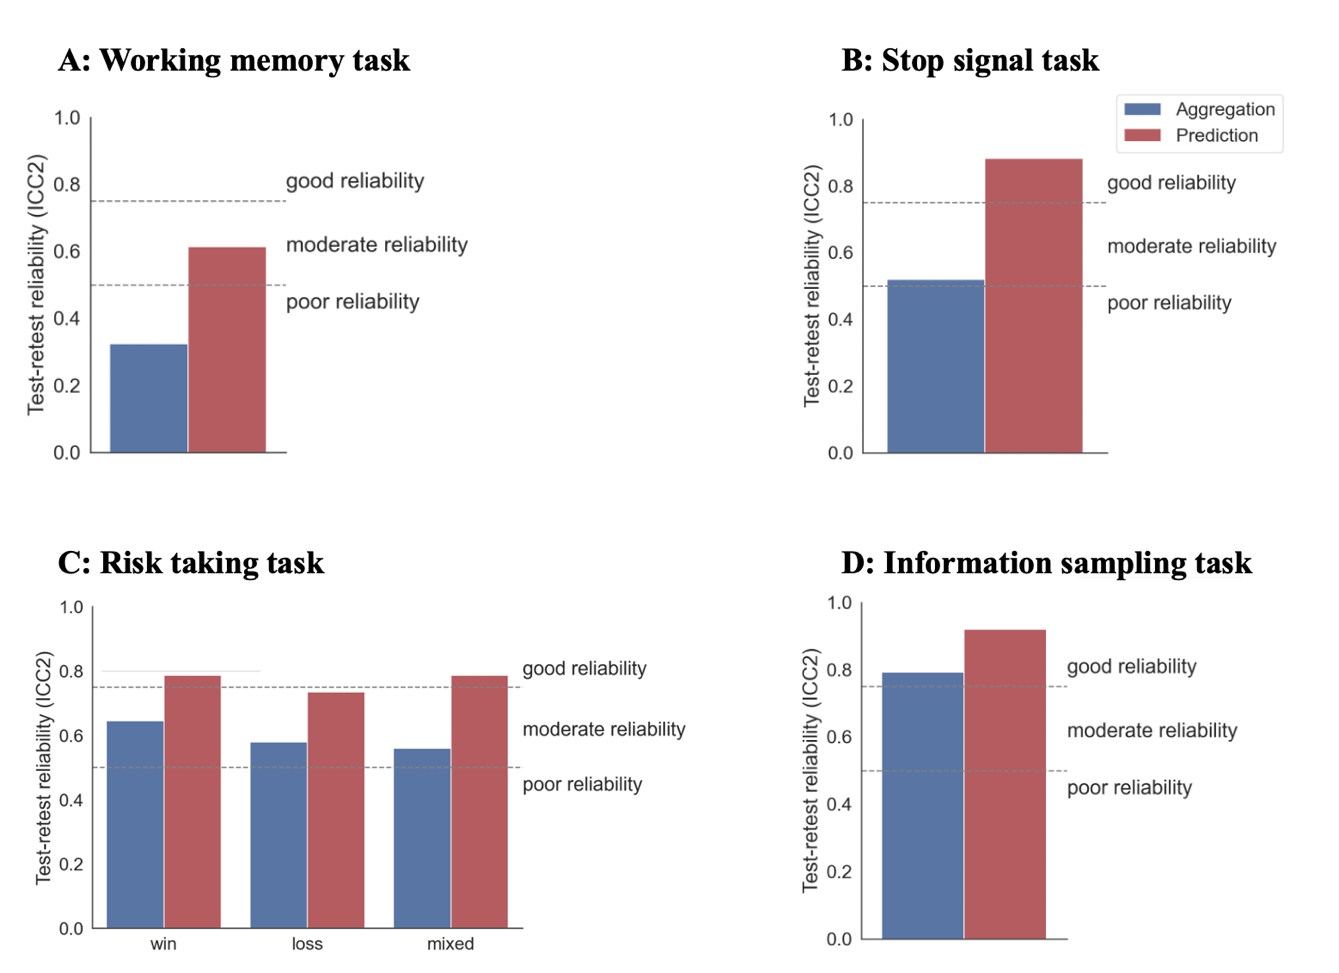 A: Working memory task
Test-retest reliability (ICC2)
1.0
0.8
0.6
0.4
0.2
0.0
good reliability
moderate reliability
poor reliability
B: Stop signal task
Aggregation
Prediction
Test-retest reliability (ICC2)
1.0
0.8
0.6
0.4
0.2
0.0
good reliability
moderate reliability
poor reliability
C: Risk taking task
Test-retest reliability (ICC2)
1.0
0.8
0.6
0.4
0.2
0.0
good reliability
moderate reliability
poor reliability
win
loss
mixed
D: Information sampling task
Test-retest reliability (ICC2)
1.0
0.8
0.6
0.4
0.2
0.0
good reliability
moderate reliability
poor reliability